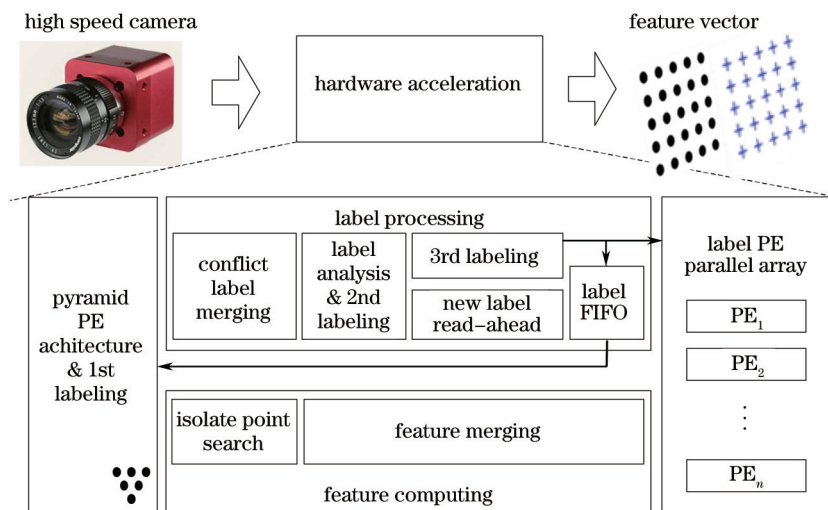 high speed camera
feature vector
hardware acceleration
label processing
conflict
label
merging
label
analysis
& 2nd
labeling
3rd labeling
new label
read-ahead
label
FIFO
pyramid
PE
achitecture
& 1st
labeling
isolate point
search
feature merging
feature computing
label PE
parallel array
PE1
PE2
⋮
PEn